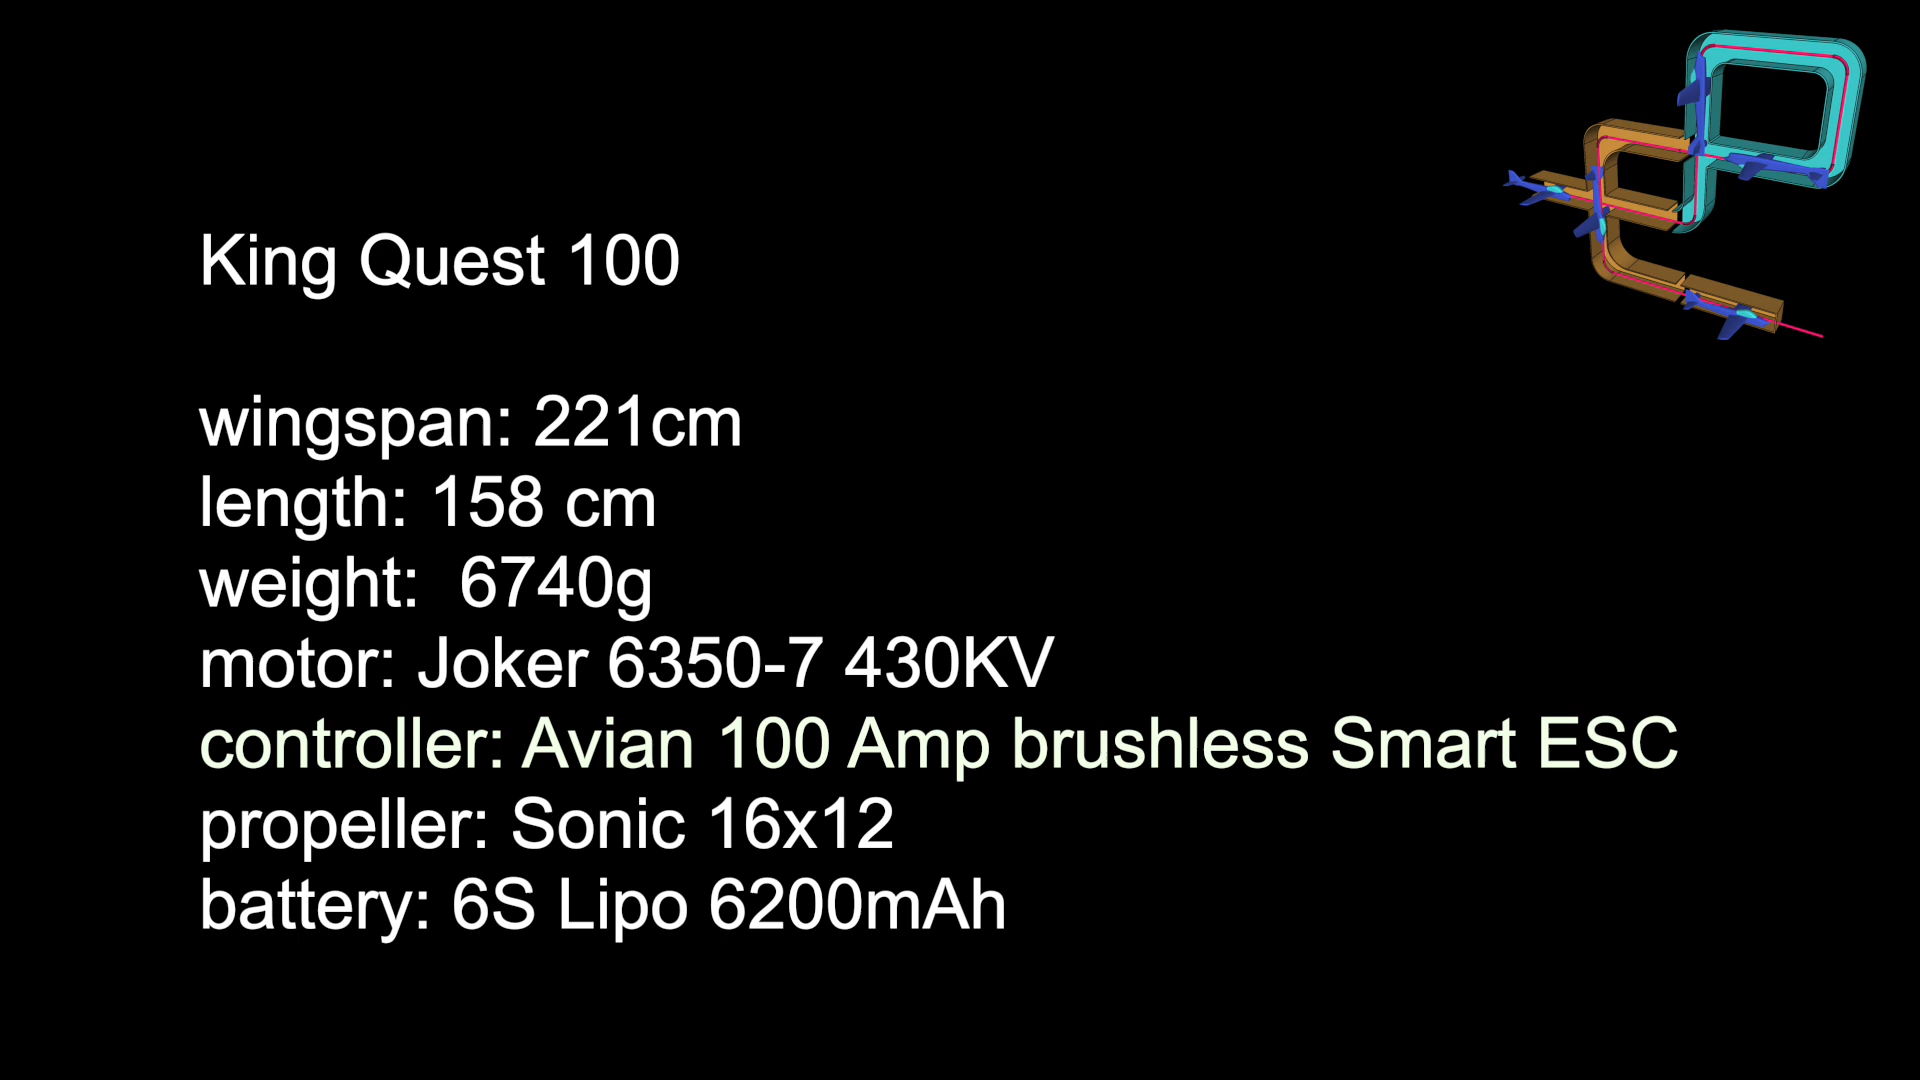 King Quest 100
wingspan: 221cm
length: 158 cm
weight:  6740g
motor: Joker 6350-7 430KV
controller: Avian 100 Amp brushless Smart ESC
propeller: Sonic 16x12
battery: 6S Lipo 6200mAh